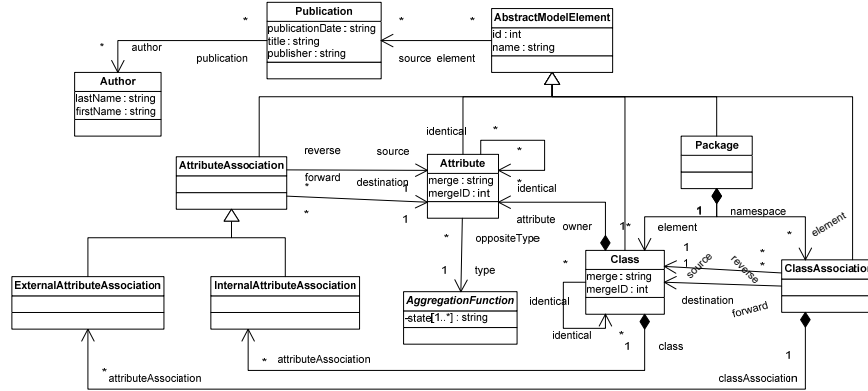 Publication
publicationDate : string
title : string
publisher : string
AbstractModelElement
id : int
name : string
*
*
*
*
author
publication
source element
Author
lastName : string
firstName : string
identical
*
*
*
identical
AttributeAssociation
reverse
source
forward
destination
*
*
1
1
Attribute
merge : string
mergeID : int
attribute
owner
1
*
Package
1
namespace
element
*
element
*
oppositeType
1
type
AggregationFunction
-state[1..*] : string
Class
merge : string
mergeID : int
*
identical
identical
*
1
1
source
reverse
*
*
destination
forward
ClassAssociation
ExternalAttributeAssociation
InternalAttributeAssociation
1
class
* attributeAssociation
1
* attributeAssociation
classAssociation